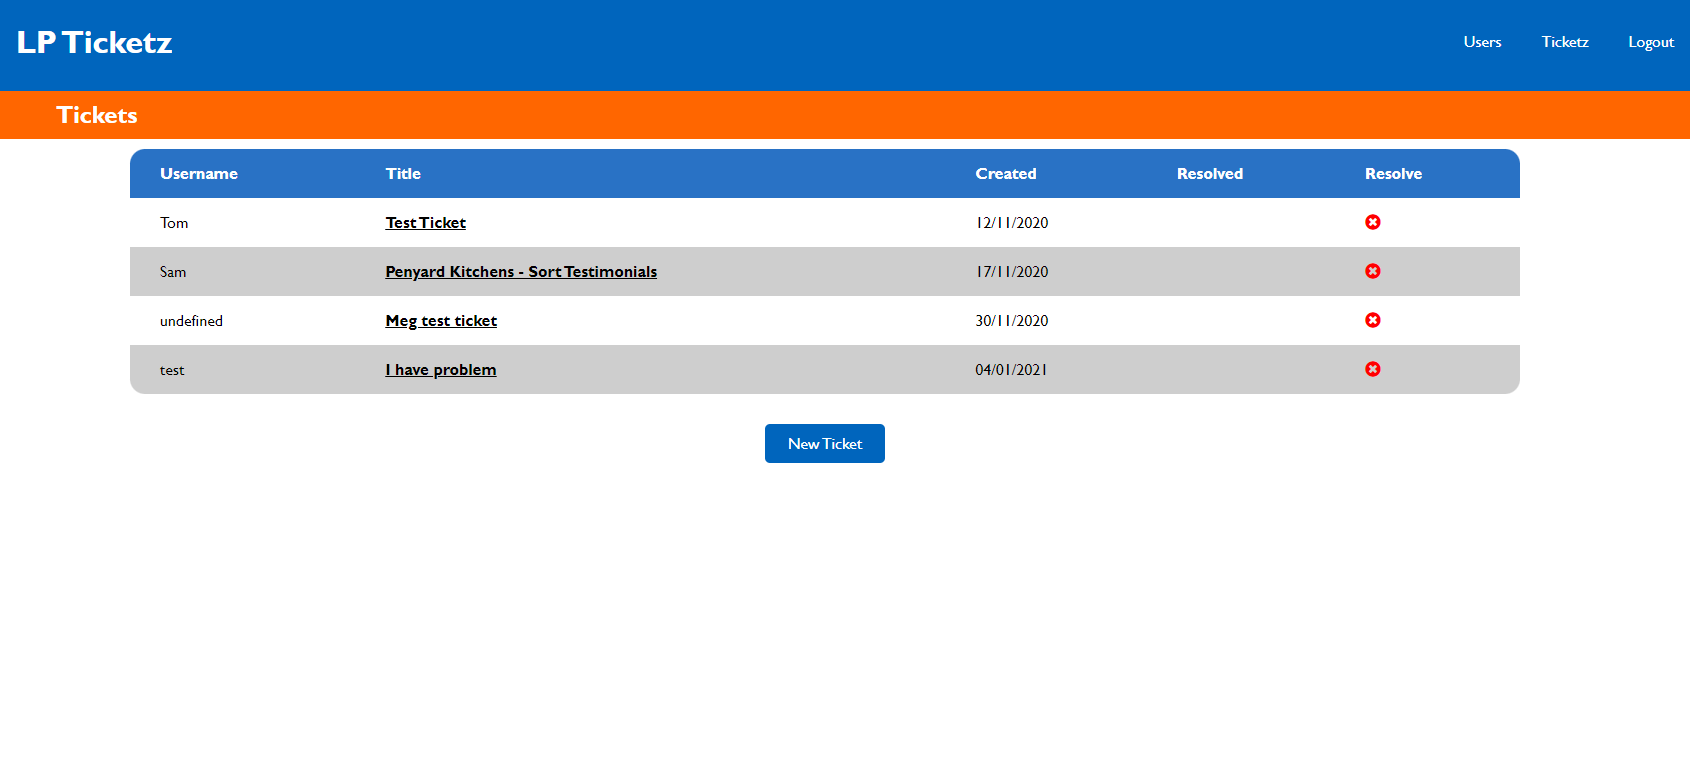 LP Ticketz Users Ticketz Logout
Tickets
Username Title Created Resolved Resolve
Tom Test Ticket 12/11/2020
Sam Penyard Kitchens - Sort Testimonials 17/11/2020
undefined Meg test ticket 30/11/2020
test I have problem 04/01/2021
New Ticket